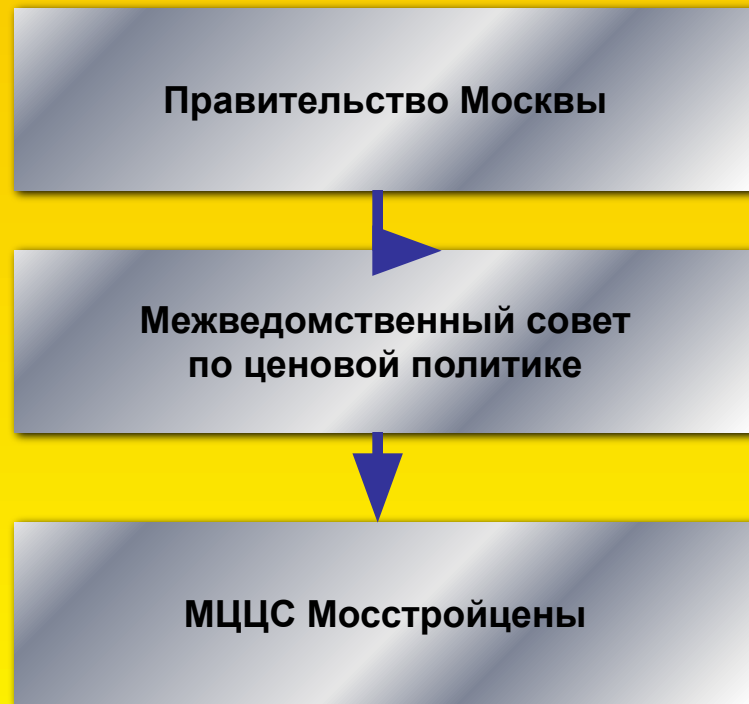 Правительство Москвы
Межведомственный совет
по ценовой политике
МЦЦС Мосстройцены